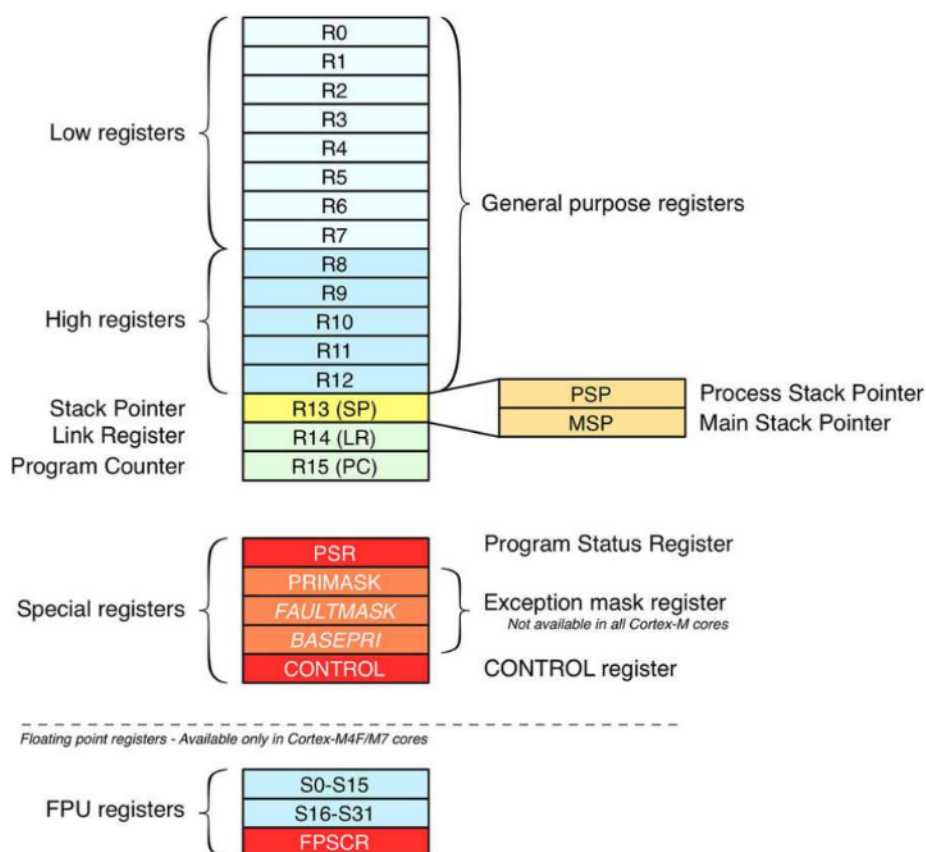 R0
R1
R2
R3
Low registers
R4
R5
R6
General purpose registers
R7
R8
R9
High registers
R10
R11
R12
PSP
Process Stack Pointer
Stack Pointer
R13 (SP)
MSP
Main Stack Pointer
Link Register
R14 (LR)
Program Counter
R15 (PC)
PSR
Program Status Register
PRIMASK
Special registers
FAULTMASK
Exception mask register
Not available in all Cortex-M cores
BASEPRI
CONTROL
CONTROL register
Floating point registers - Available only in Cortex-M4F/M7 cores
S0-S15
FPU registers
S16-S31
FPSCR